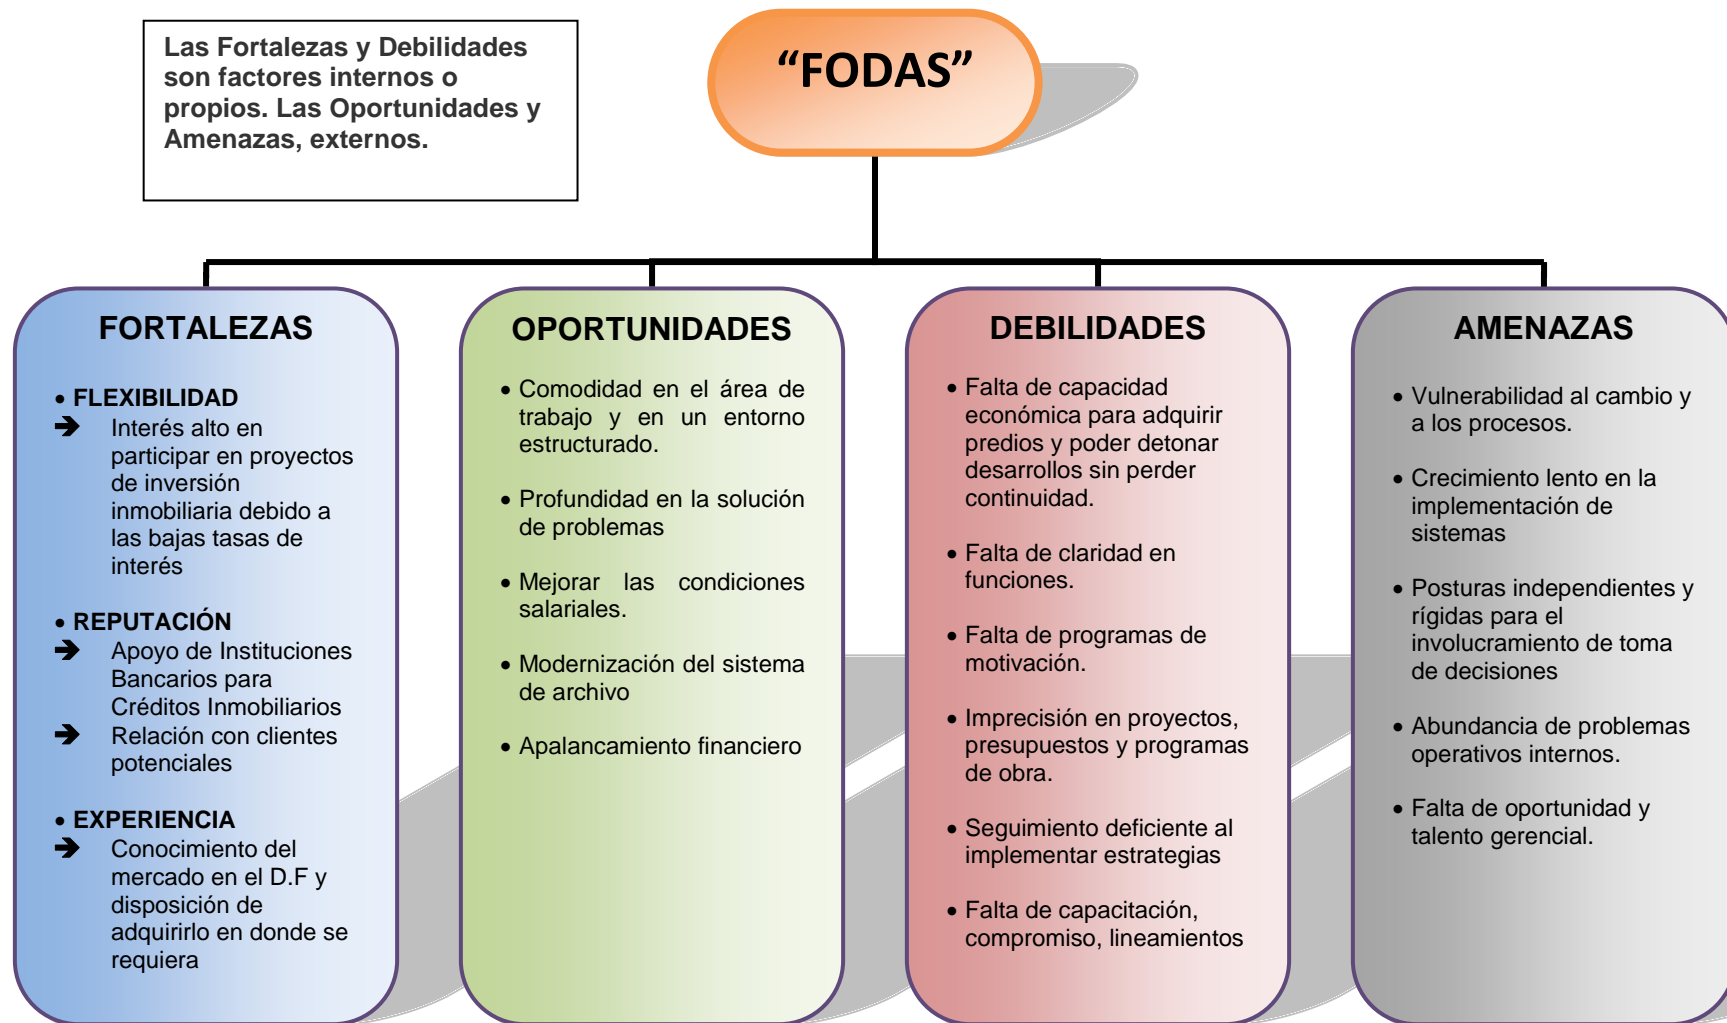 Las Fortalezas y Debilidades
son factores internos o
propios. Las Oportunidades y
Amenazas, externos.
“FODAS”
FORTALEZAS
• FLEXIBILIDAD
➔ Interés alto en
participar en proyectos
de inversión
inmobiliaria debido a
las bajas tasas de
interés
• REPUTACIÓN
➔ Apoyo de Instituciones
Bancarios para
Créditos Inmobiliarios
➔ Relación con clientes
potenciales
• EXPERIENCIA
➔ Conocimiento del
mercado en el D.F y
disposición de
adquirirlo en donde se
requiera
OPORTUNIDADES
• Comodidad en el área de
trabajo y en un entorno
estructurado.
• Profundidad en la solución
de problemas
• Mejorar las condiciones
salariales.
• Modernización del sistema
de archivo
• Apalancamiento financiero
DEBILIDADES
• Falta de capacidad
económica para adquirir
predios y poder detonar
desarrollos sin perder
continuidad.
• Falta de claridad en
funciones.
• Falta de programas de
motivación.
• Imprecisión en proyectos,
presupuestos y programas
de obra.
• Seguimiento deficiente al
implementar estrategias
• Falta de capacitación,
compromiso, lineamientos
AMENAZAS
• Vulnerabilidad al cambio y
a los procesos.
• Crecimiento lento en la
implementación de
sistemas
• Posturas independientes y
rígidas para el
involucramiento de toma
de decisiones
• Abundancia de problemas
operativos internos.
• Falta de oportunidad y
talento gerencial.